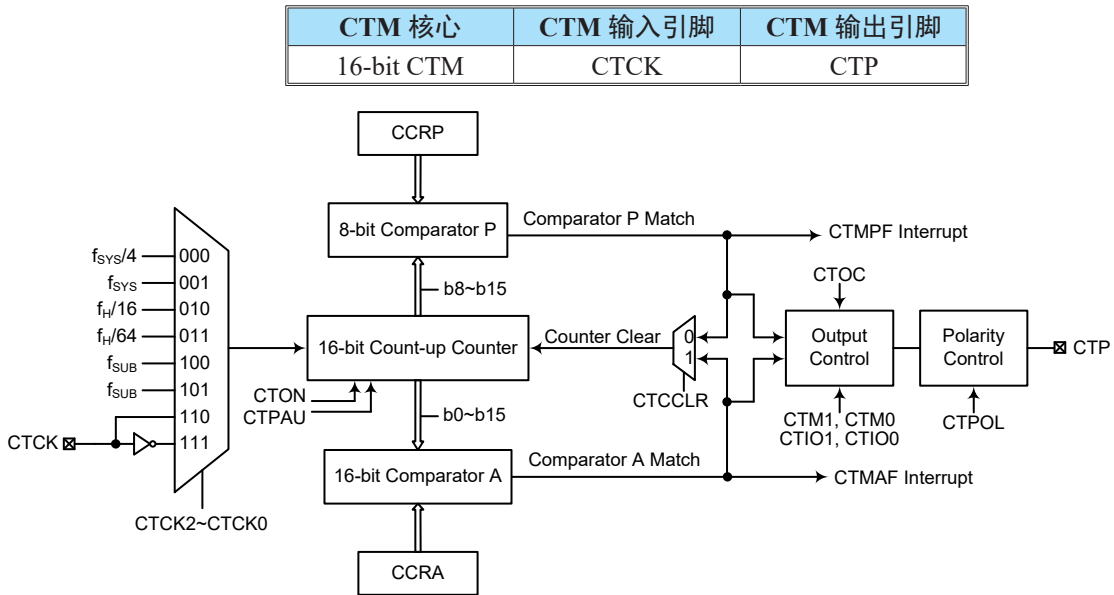 CTM 核心 CTM 输入引脚 CTM 输出引脚
16-bit CTM CTCK CTP
CCRP
8-bit Comparator P
Comparator P Match
CTMPF Interrupt
fSYS/4 000
fSYS 001
fH/16 010
fH/64 011
fSUB 100
fSUB 101
110
CTCK 111
CTCK2~CTCK0
b8~b15
16-bit Count-up Counter
CTON
CTPAU
b0~b15
Counter Clear
0
1
CTCCLR
CTOC
Output
Control
CTM1, CTM0
CTIO1, CTIO0
Polarity
Control
CTPOL
CTP
16-bit Comparator A
Comparator A Match
CTMAF Interrupt
CCRA